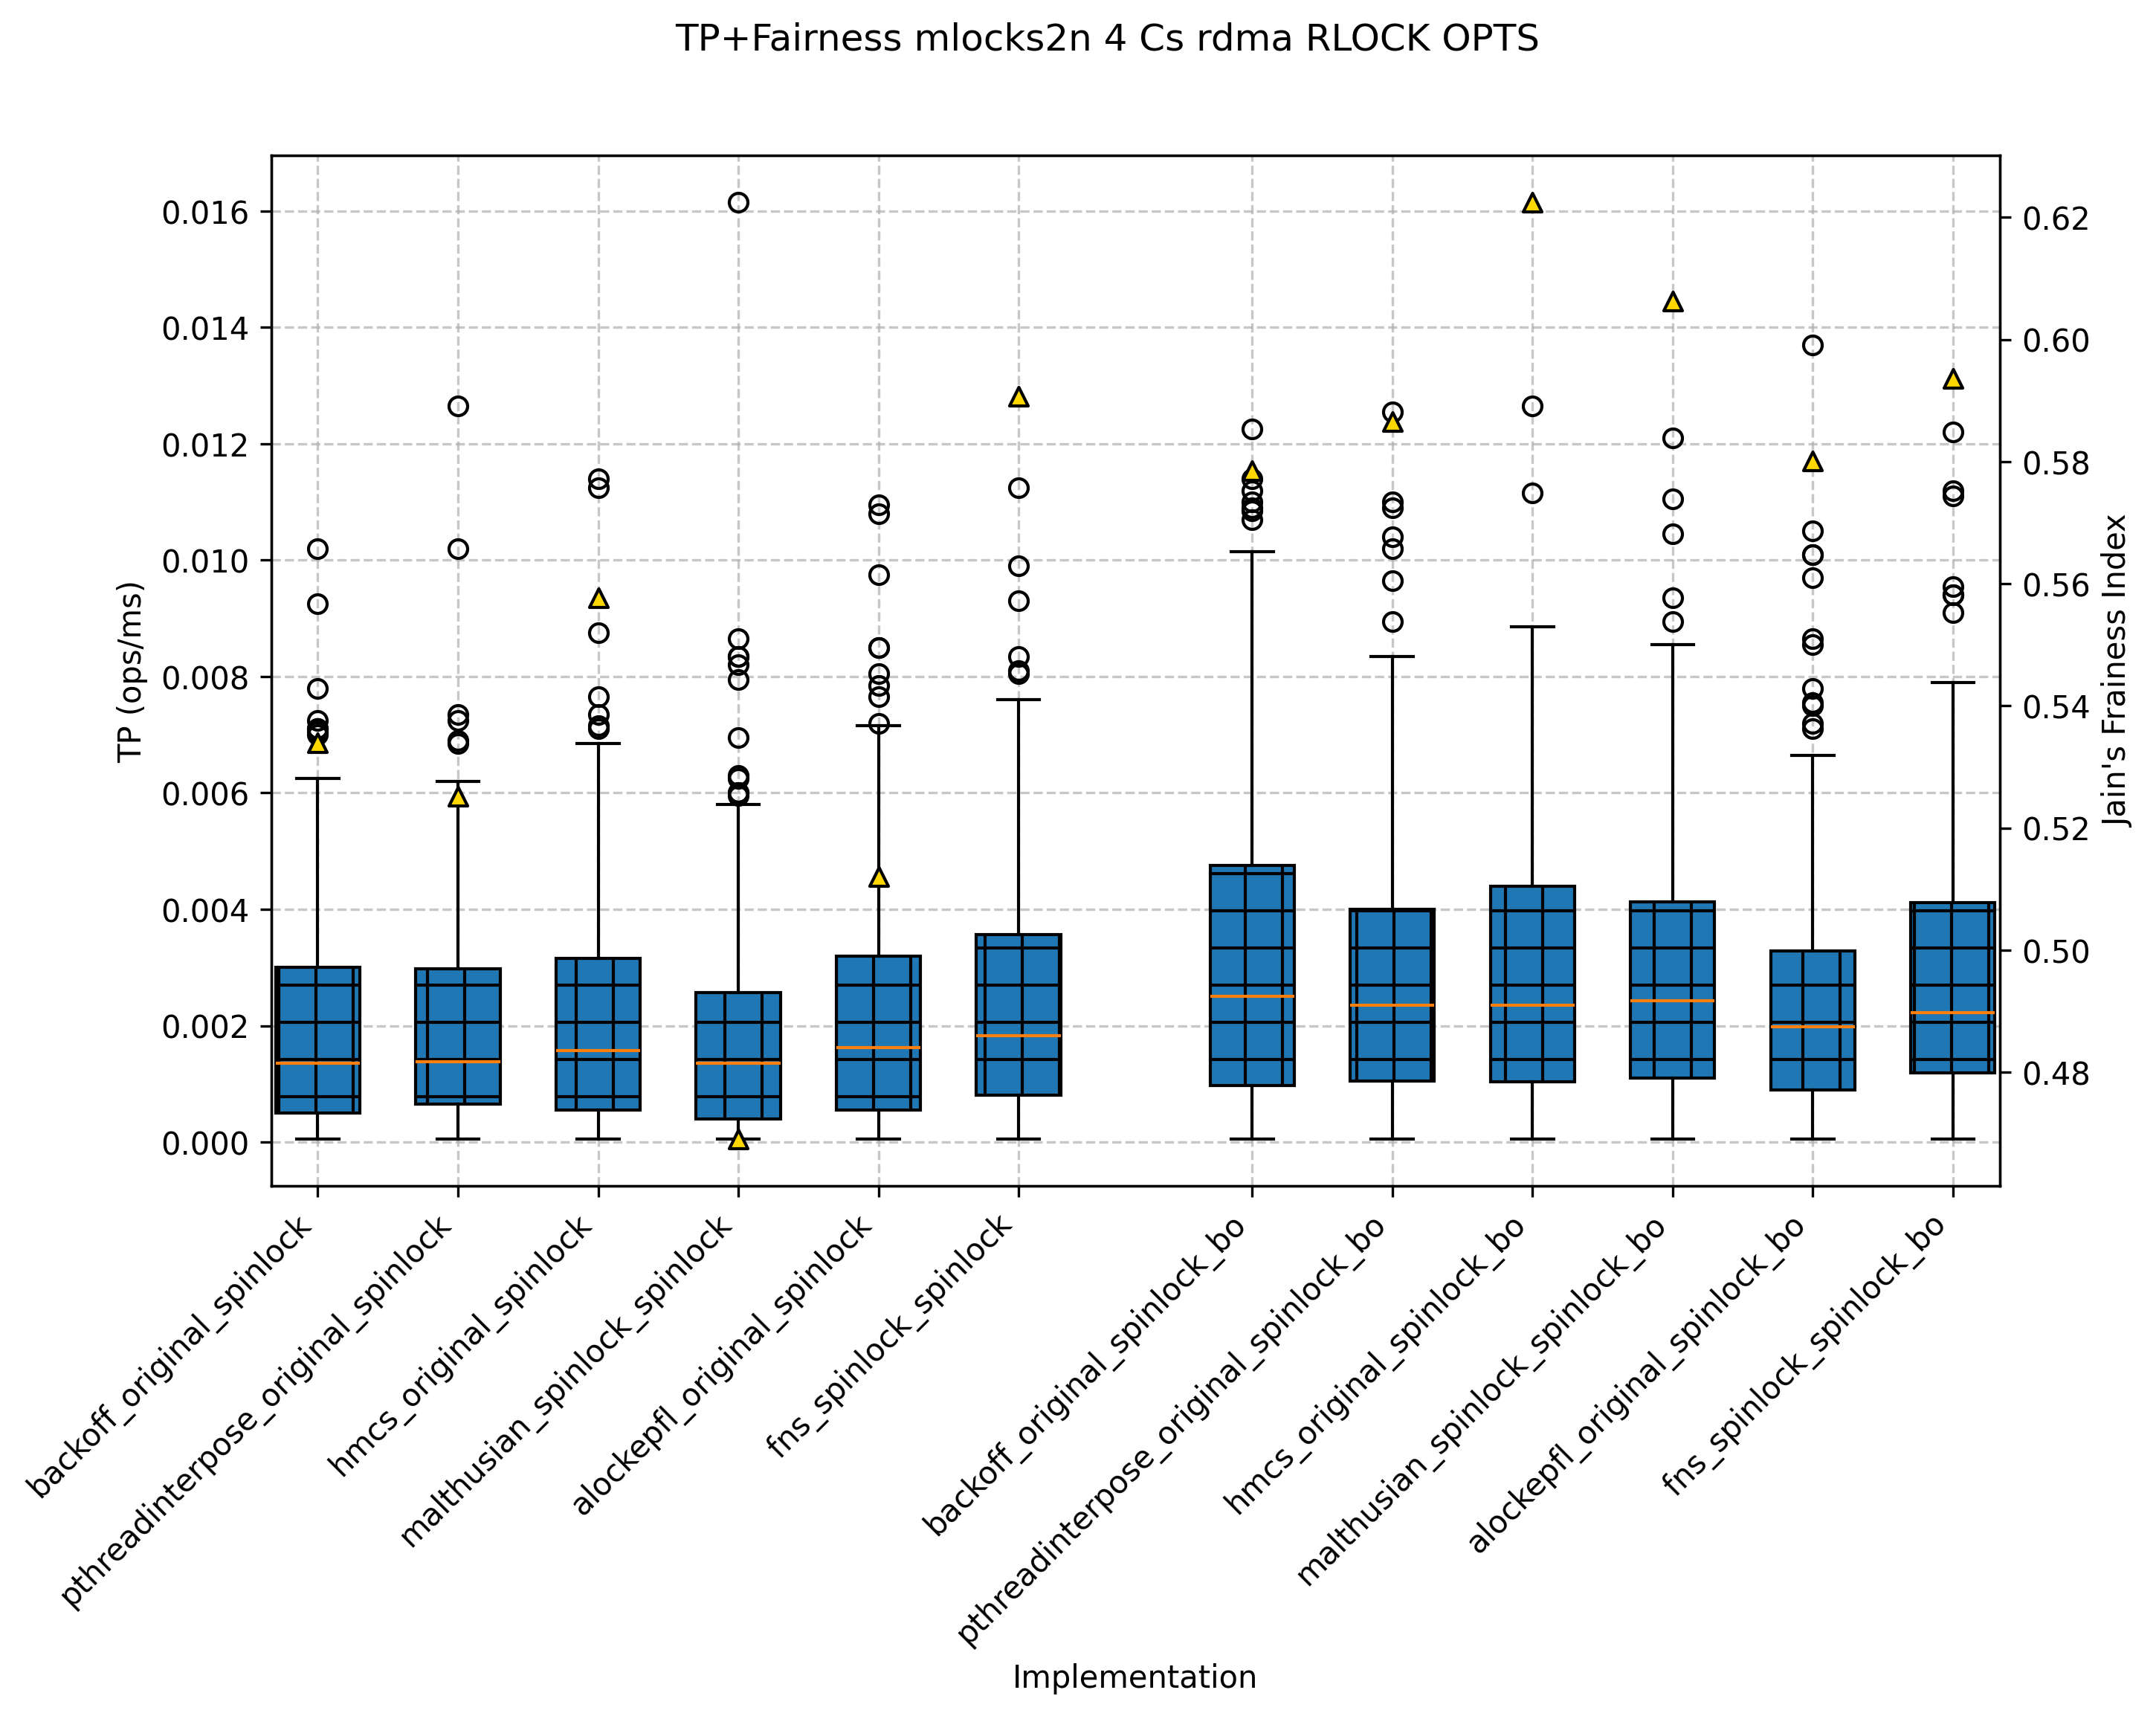 TP+Fairness mlocks2n 4 Cs rdma RLOCK OPTS
TP (ops/ms)
0.016
0.014
0.012
0.010
0.008
0.006
0.004
0.002
0.000
0.62
0.60
0.58
0.56
0.54
0.52
0.50
0.48
Jain's Frainess Index
backoff_original_spinlock
pthreadinterpose_original_spinlock
hmcs_original_spinlock
malthusian_spinlock_spinlock
alockepfl_original_spinlock
fns_spinlock_spinlock
backoff_original_spinlock_bo
pthreadinterpose_original_spinlock_bo
hmcs_original_spinlock_bo
malthusian_spinlock_spinlock_bo
alockepfl_original_spinlock_bo
fns_spinlock_spinlock_bo
Implementation